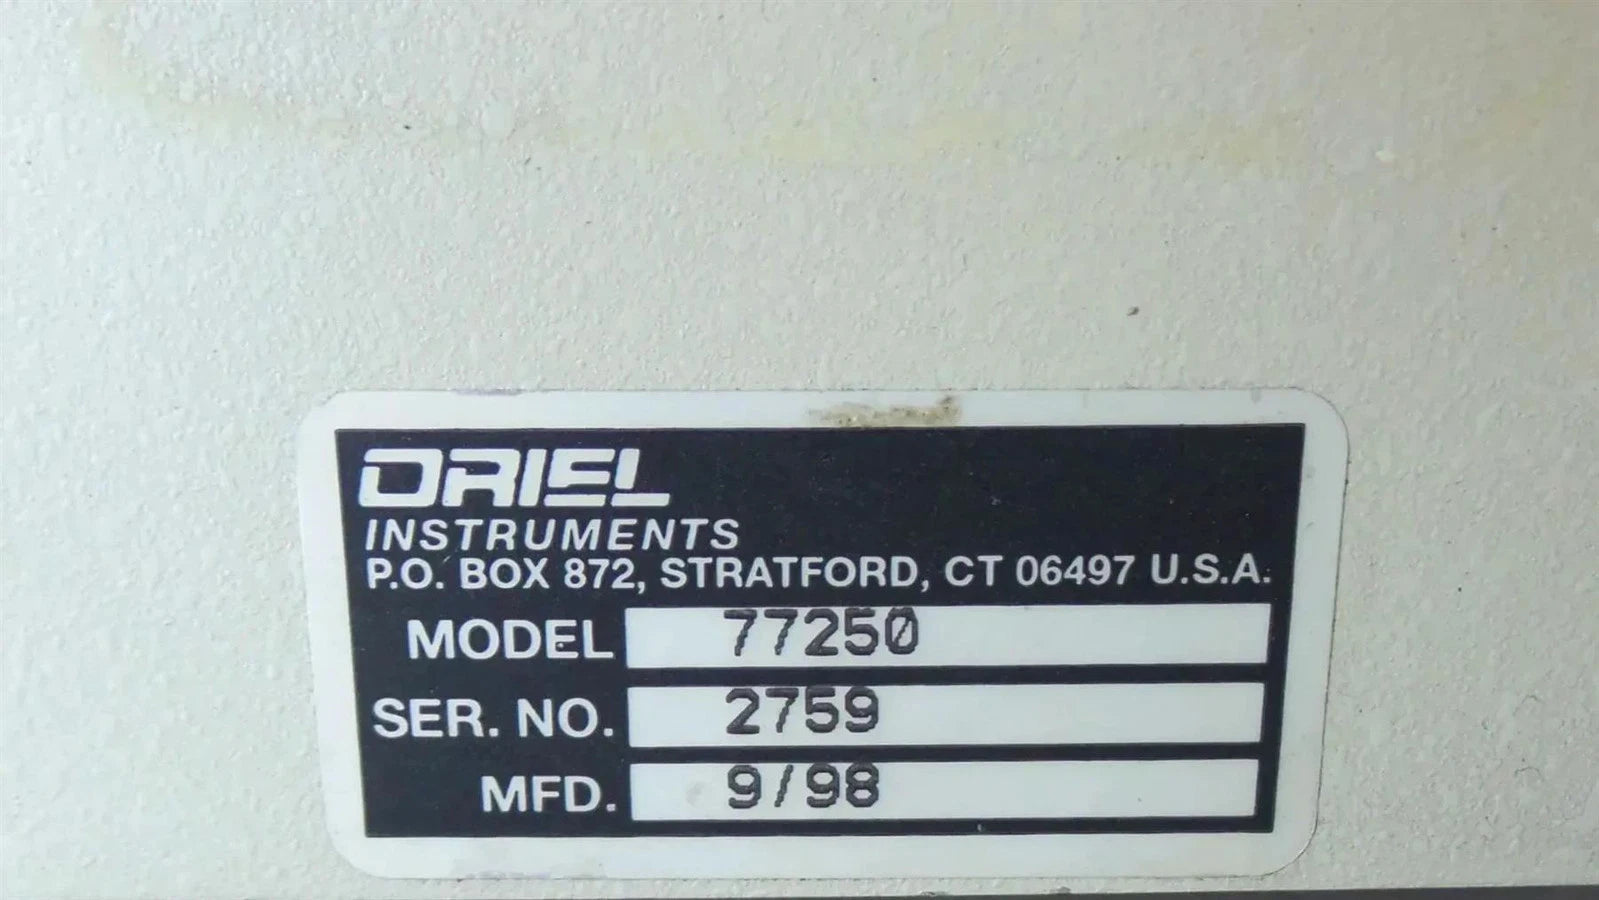 ORIEL
INSTRUMENTS
P.O. BOX 872, STRATFORD, CT 06497 U.S.A.
MODEL 77250
SER. NO. 2759
MFD. 9/98